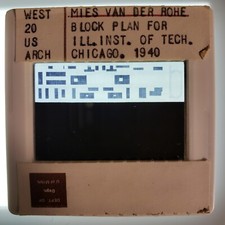 WEST
20
US
ARCH
MIES VAN DER ROHE
BLOCK PLAN FOR
ILL. INST. OF TECH.
CHICAGO. 1940